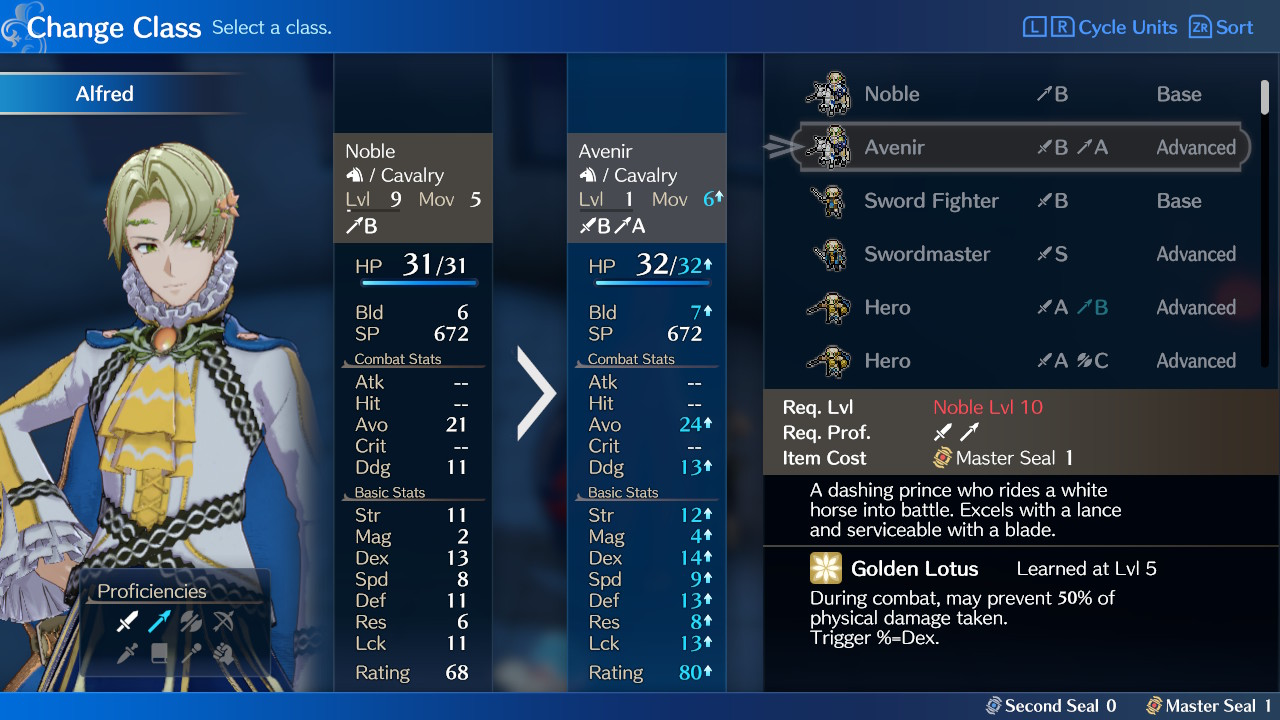 Change Class Select a class. L R Cycle Units ZR Sort
Alfred
Noble
/ Cavalry
Lvl 9 Mov 5
B
HP 31/31
Bld 6
SP 672
Combat Stats
Atk --
Hit --
Avo 21
Crit --
Ddg 11
Basic Stats
Str 11
Mag 2
Dex 13
Spd 8
Def 11
Res 6
Lck 11
Rating 68
Proficiencies
Avenir
/ Cavalry
Lvl 1 Mov 6
B A
HP 32/32
Bld 7
SP 672
Combat Stats
Atk --
Hit --
Avo 24
Crit --
Ddg 13
Basic Stats
Str 12
Mag 4
Dex 14
Spd 9
Def 13
Res 8
Lck 13
Rating 80
Noble B Base
Avenir B A Advanced
Sword Fighter B Base
Swordmaster S Advanced
Hero A B Advanced
Hero A C Advanced
Req. Lvl Noble Lvl 10
Req. Prof.
Item Cost Master Seal 1
A dashing prince who rides a white
horse into battle. Excels with a lance
and serviceable with a blade.
Golden Lotus Learned at Lvl 5
During combat, may prevent 50% of
physical damage taken.
Trigger %=Dex.
Second Seal 0 Master Seal 1